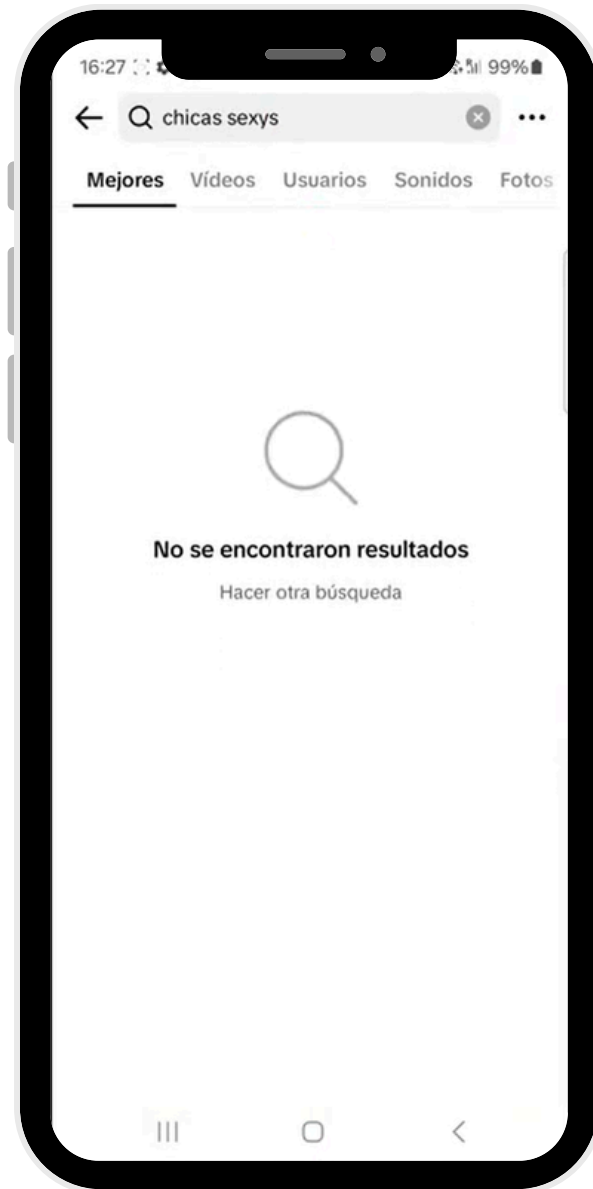 16:27 99%
chicas sexys
Mejores Vídeos Usuarios Sonidos Fotos
No se encontraron resultados
Hacer otra búsqueda